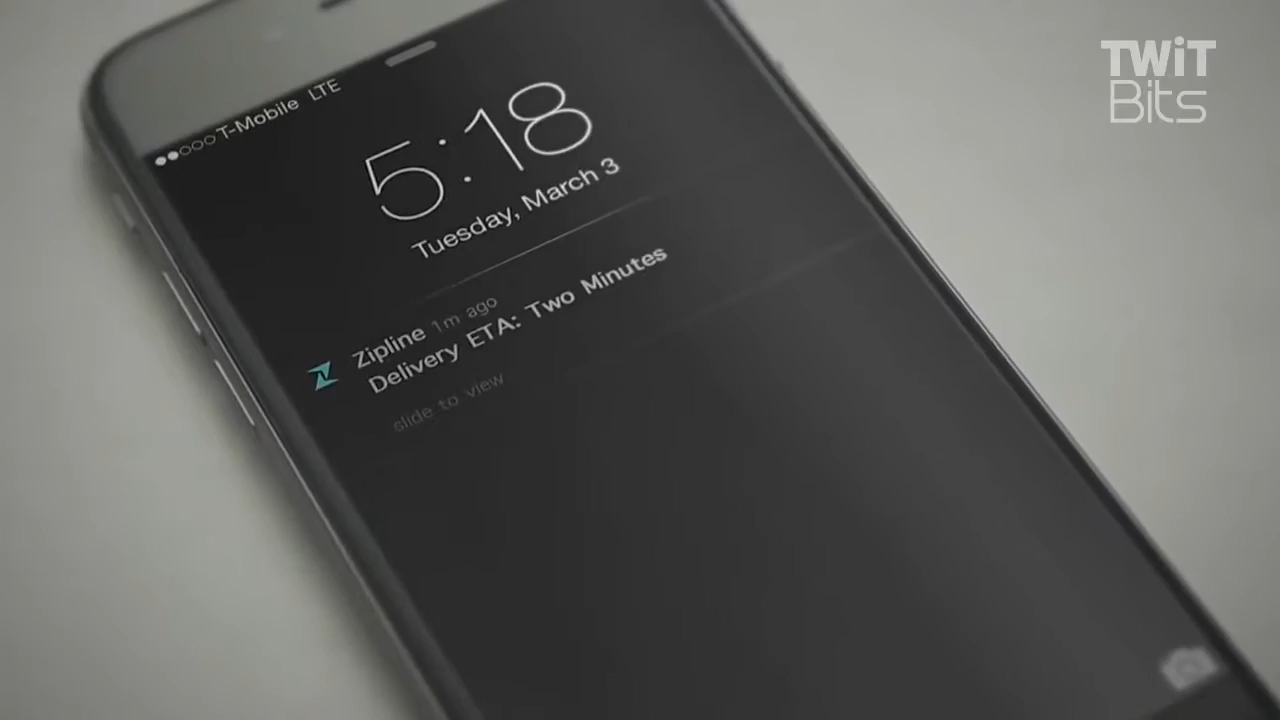 TWiT
Bits
T-Mobile LTE
5:18
Tuesday, March 3
Zipline 1m ago
Delivery ETA: Two Minutes
slide to view